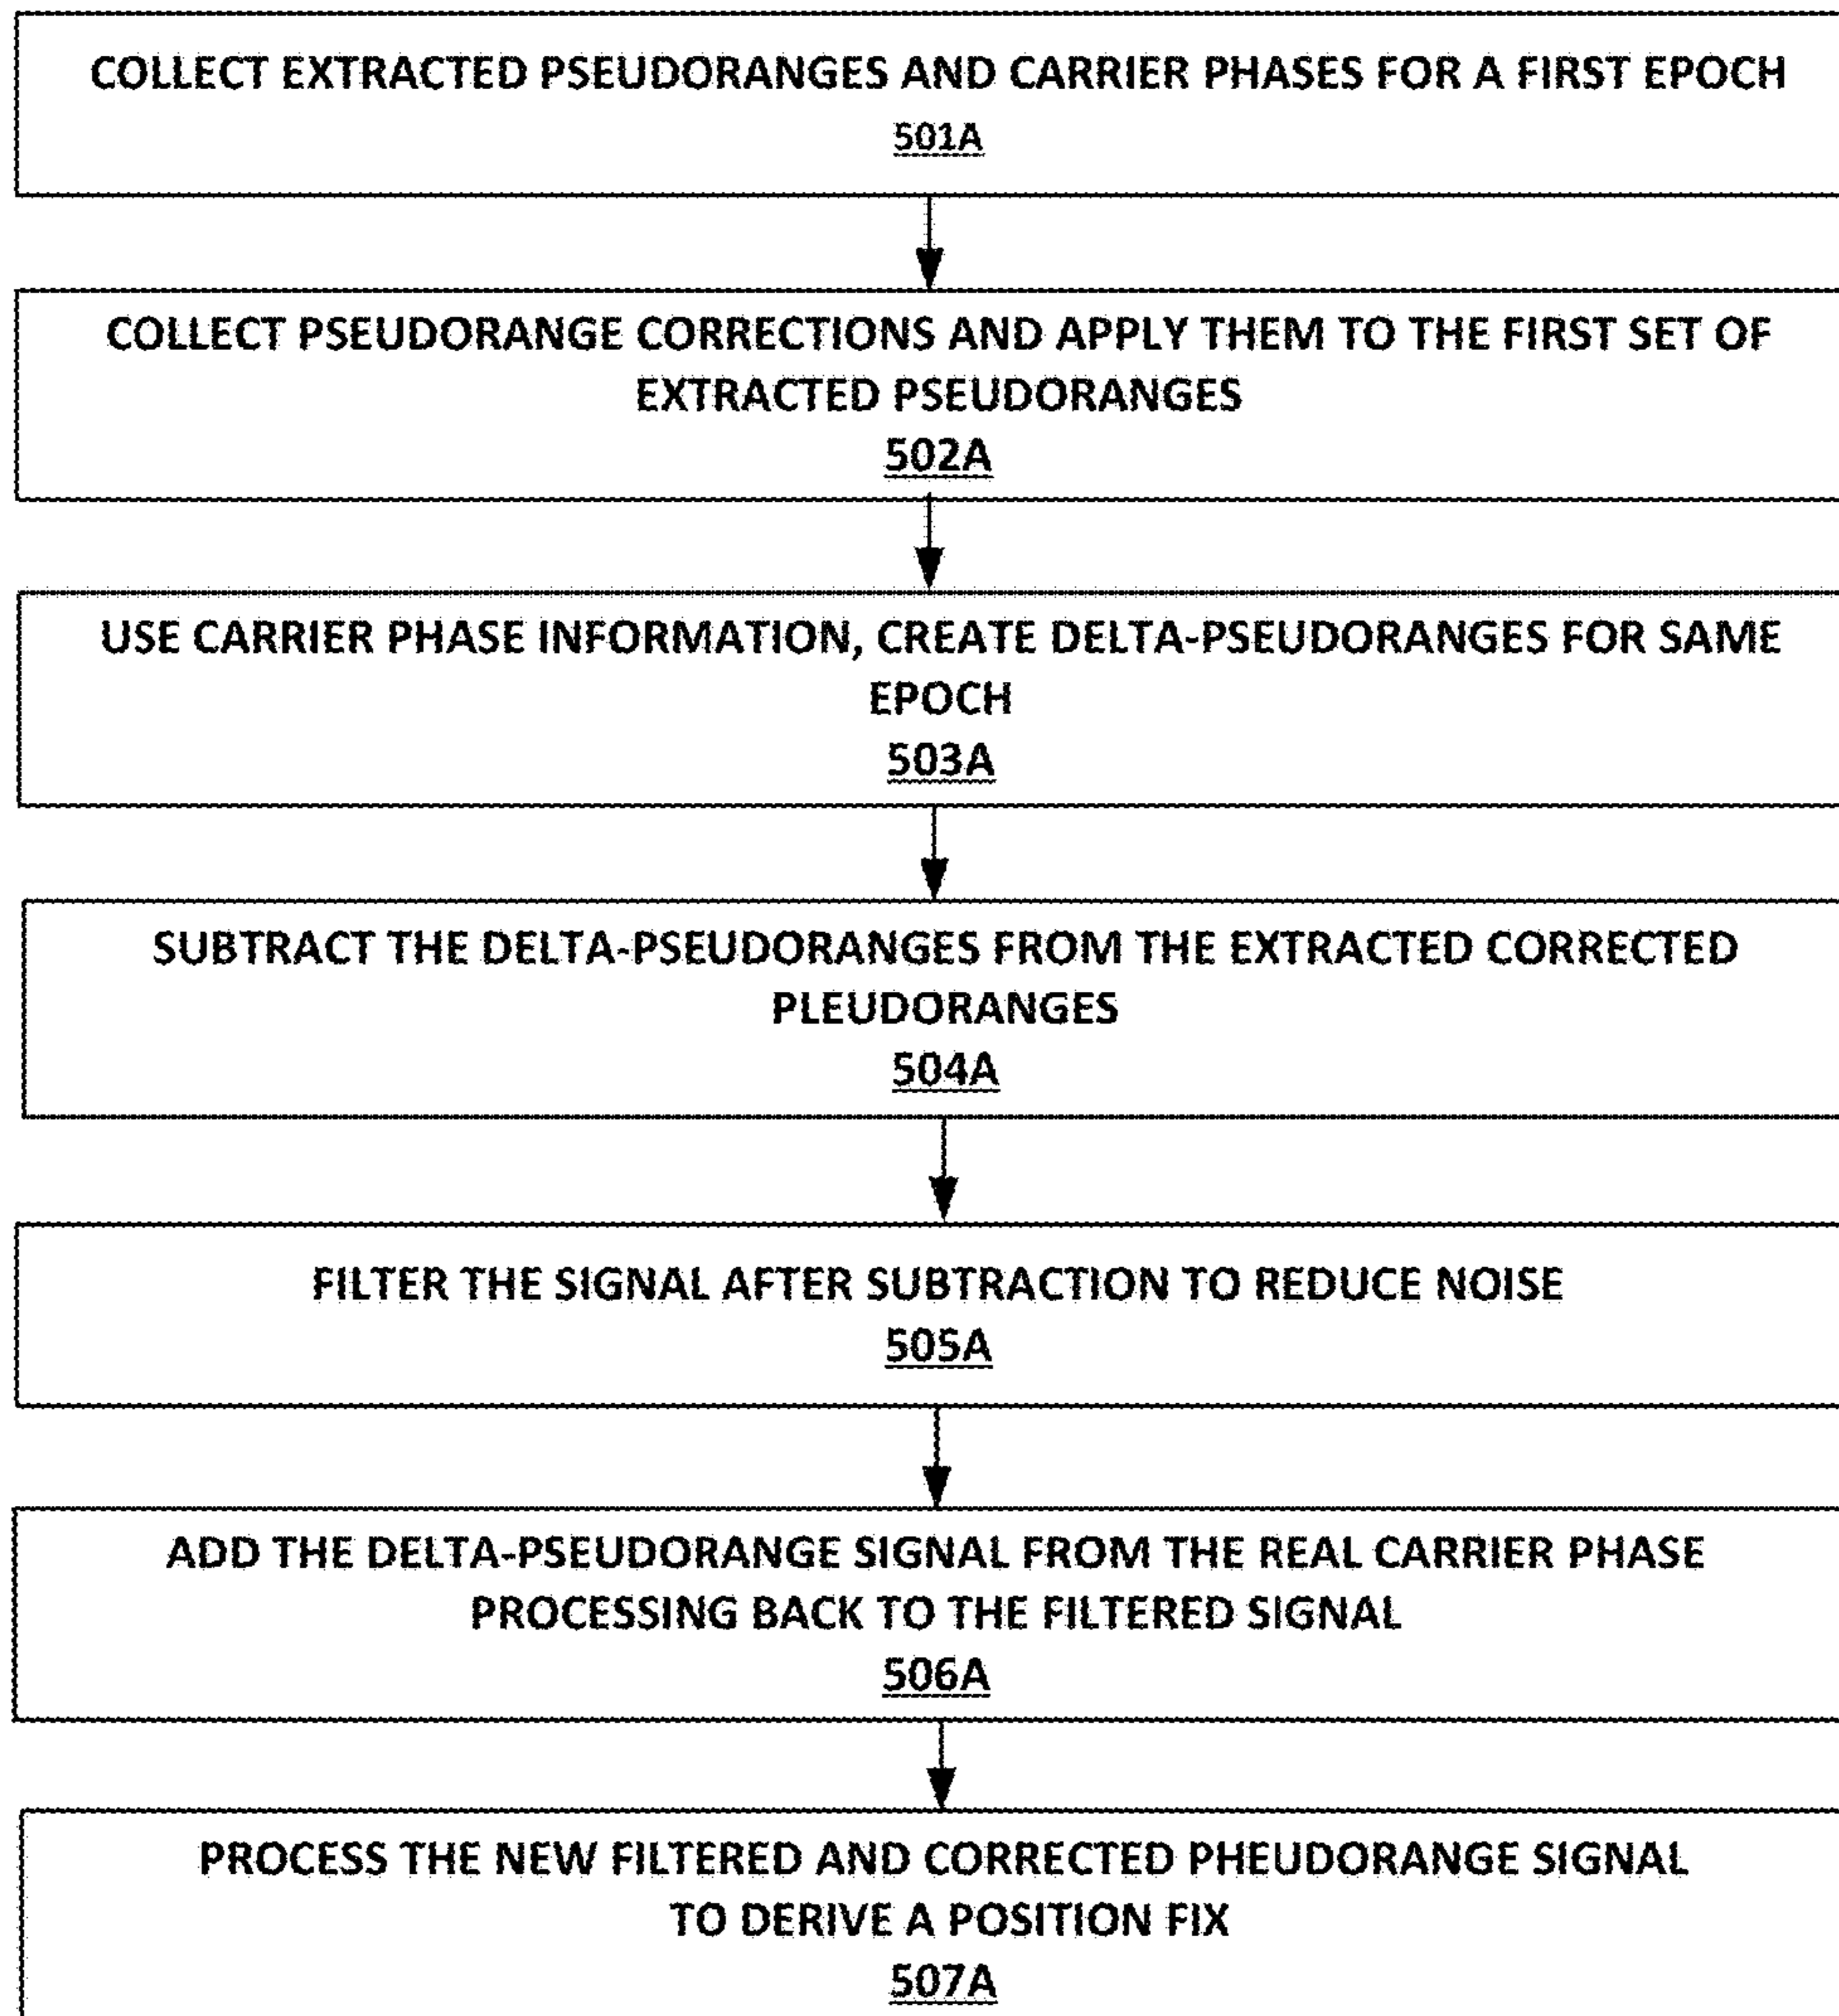 COLLECT EXTRACTED PSEUDORANGES AND CARRIER PHASES FOR A FIRST EPOCH
501A
COLLECT PSEUDORANGE CORRECTIONS AND APPLY THEM TO THE FIRST SET OF
EXTRACTED PSEUDORANGES
502A
USE CARRIER PHASE INFORMATION, CREATE DELTA-PSEUDORANGES FOR SAME
EPOCH
503A
SUBTRACT THE DELTA-PSEUDORANGES FROM THE EXTRACTED CORRECTED
PLEUDORANGES
504A
FILTER THE SIGNAL AFTER SUBTRACTION TO REDUCE NOISE
505A
ADD THE DELTA-PSEUDORANGE SIGNAL FROM THE REAL CARRIER PHASE
PROCESSING BACK TO THE FILTERED SIGNAL
506A
PROCESS THE NEW FILTERED AND CORRECTED PHEUDORANGE SIGNAL
TO DERIVE A POSITION FIX
507A